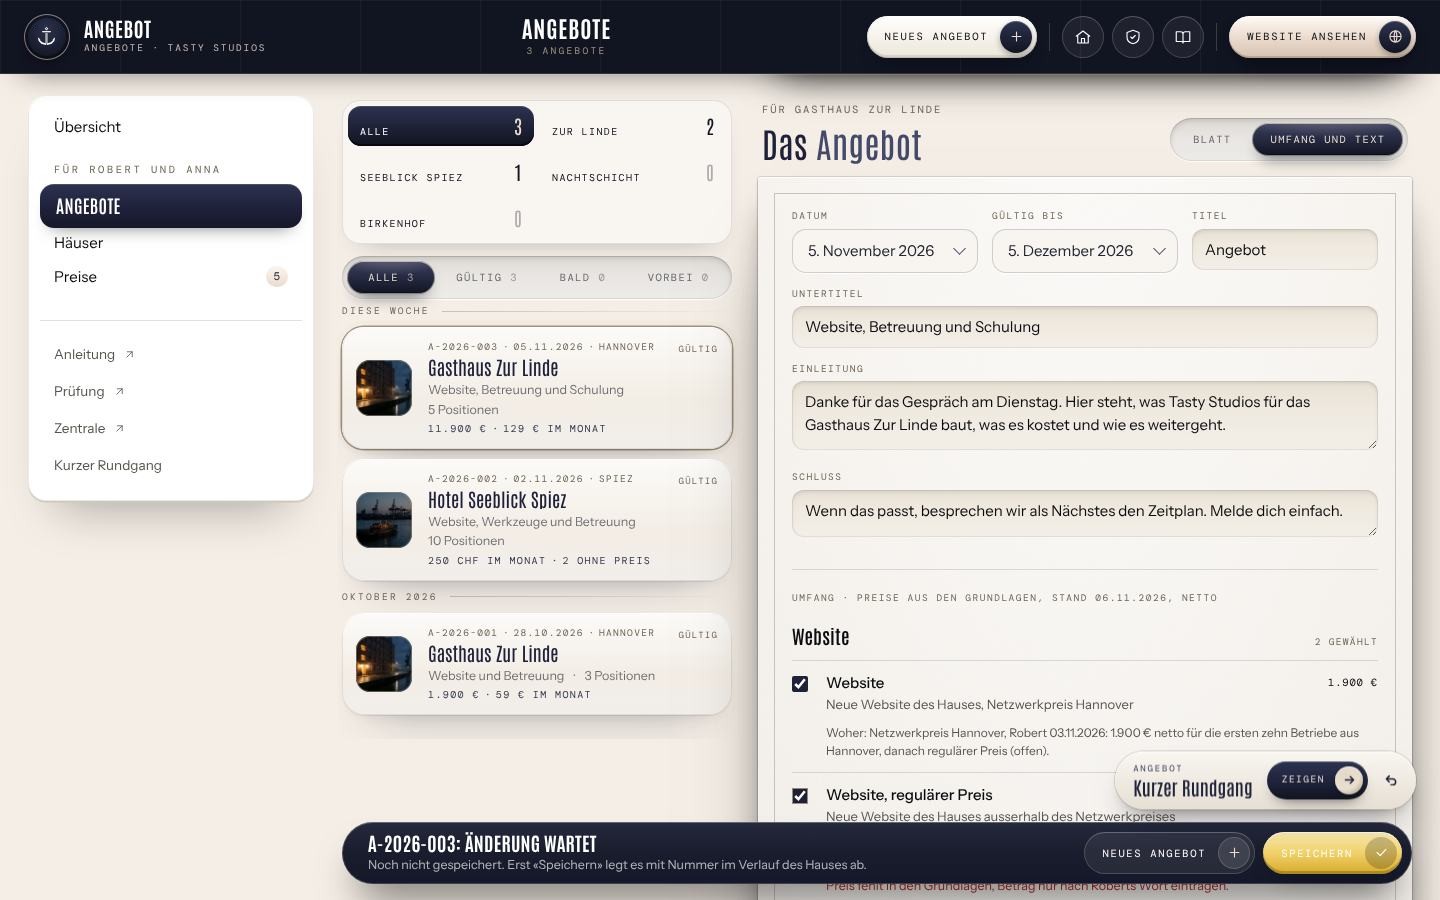 ANGEBOT
ANGEBOTE · TASTY STUDIOS
ANGEBOTE
3 ANGEBOTE
NEUES ANGEBOT
WEBSITE ANSEHEN
Übersicht
FÜR ROBERT UND ANNA
ANGEBOTE
Häuser
Preise 5
Anleitung
Prüfung
Zentrale
Kurzer Rundgang
ALLE 3
ZUR LINDE 2
SEEBLICK SPIEZ 1
NACHTSCHICHT 0
BIRKENHOF 0
ALLE 3 GÜLTIG 3 BALD 0 VORBEI 0
DIESE WOCHE
A-2026-003 · 05.11.2026 · HANNOVER GÜLTIG
Gasthaus Zur Linde
Website, Betreuung und Schulung
5 Positionen
11.900 € · 129 € IM MONAT
A-2026-002 · 02.11.2026 · SPIEZ GÜLTIG
Hotel Seeblick Spiez
Website, Werkzeuge und Betreuung
10 Positionen
250 CHF IM MONAT · 2 OHNE PREIS
OKTOBER 2026
A-2026-001 · 28.10.2026 · HANNOVER GÜLTIG
Gasthaus Zur Linde
Website und Betreuung · 3 Positionen
1.900 € · 59 € IM MONAT
FÜR GASTHAUS ZUR LINDE
Das Angebot
BLATT UMFANG UND TEXT
DATUM GÜLTIG BIS TITEL
5. November 2026 5. Dezember 2026 Angebot
UNTERTITEL
Website, Betreuung und Schulung
EINLEITUNG
Danke für das Gespräch am Dienstag. Hier steht, was Tasty Studios für das
Gasthaus Zur Linde baut, was es kostet und wie es weitergeht.
SCHLUSS
Wenn das passt, besprechen wir als Nächstes den Zeitplan. Melde dich einfach.
UMFANG · PREISE AUS DEN GRUNDLAGEN, STAND 06.11.2026, NETTO
Website 2 GEWÄHLT
Website 1.900 €
Neue Website des Hauses, Netzwerkpreis Hannover
Woher: Netzwerkpreis Hannover, Robert 03.11.2026: 1.900 € netto für die ersten zehn Betriebe aus
Hannover, danach regulärer Preis (offen).
Website, regulärer Preis
Neue Website des Hauses ausserhalb des Netzwerkpreises
Preis fehlt in den Grundlagen, Betrag nur nach Roberts Wort eintragen.
ANGEBOT
Kurzer Rundgang
ZEIGEN
A-2026-003: ÄNDERUNG WARTET
Noch nicht gespeichert. Erst «Speichern» legt es mit Nummer im Verlauf des Hauses ab.
NEUES ANGEBOT
SPEICHERN